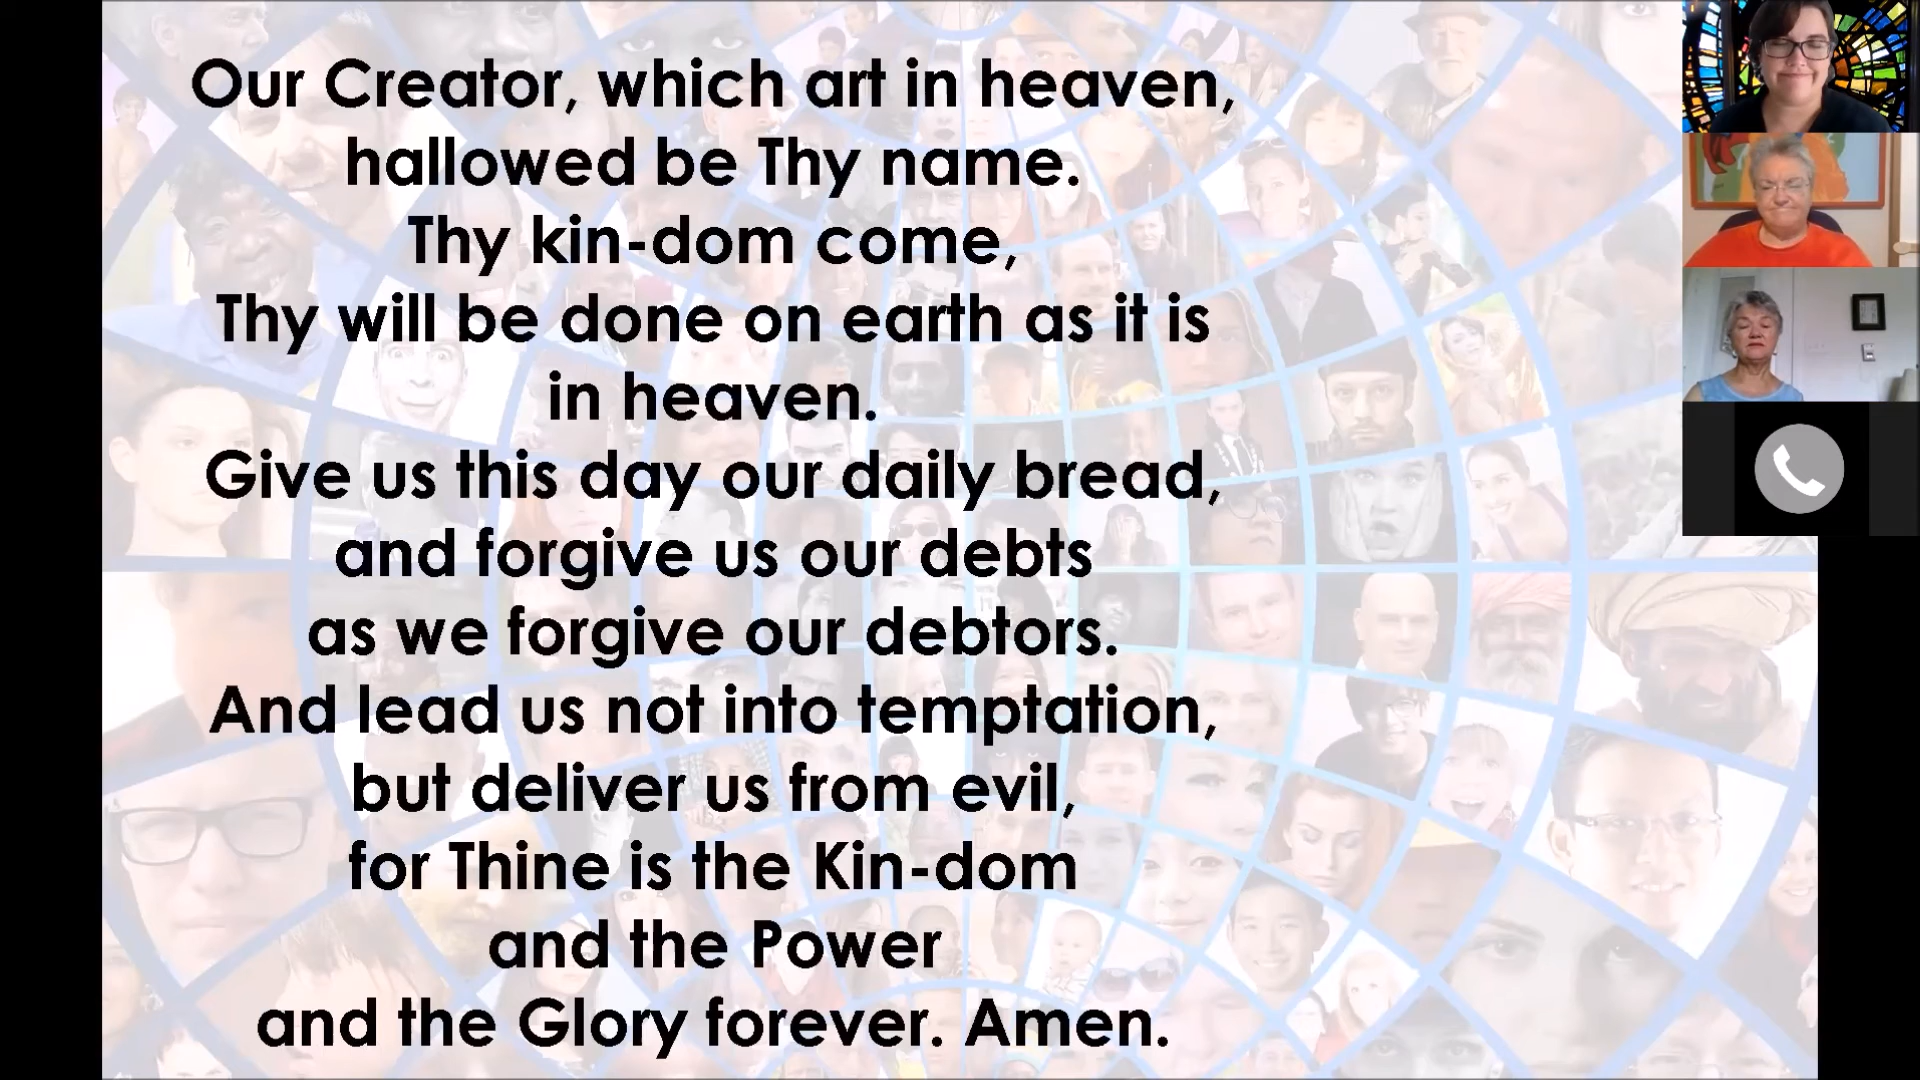 Our Creator, which art in heaven,
hallowed be Thy name.
Thy kin-dom come,
Thy will be done on earth as it is
in heaven.
Give us this day our daily bread,
and forgive us our debts
as we forgive our debtors.
And lead us not into temptation,
but deliver us from evil,
for Thine is the Kin-dom
and the Power
and the Glory forever. Amen.